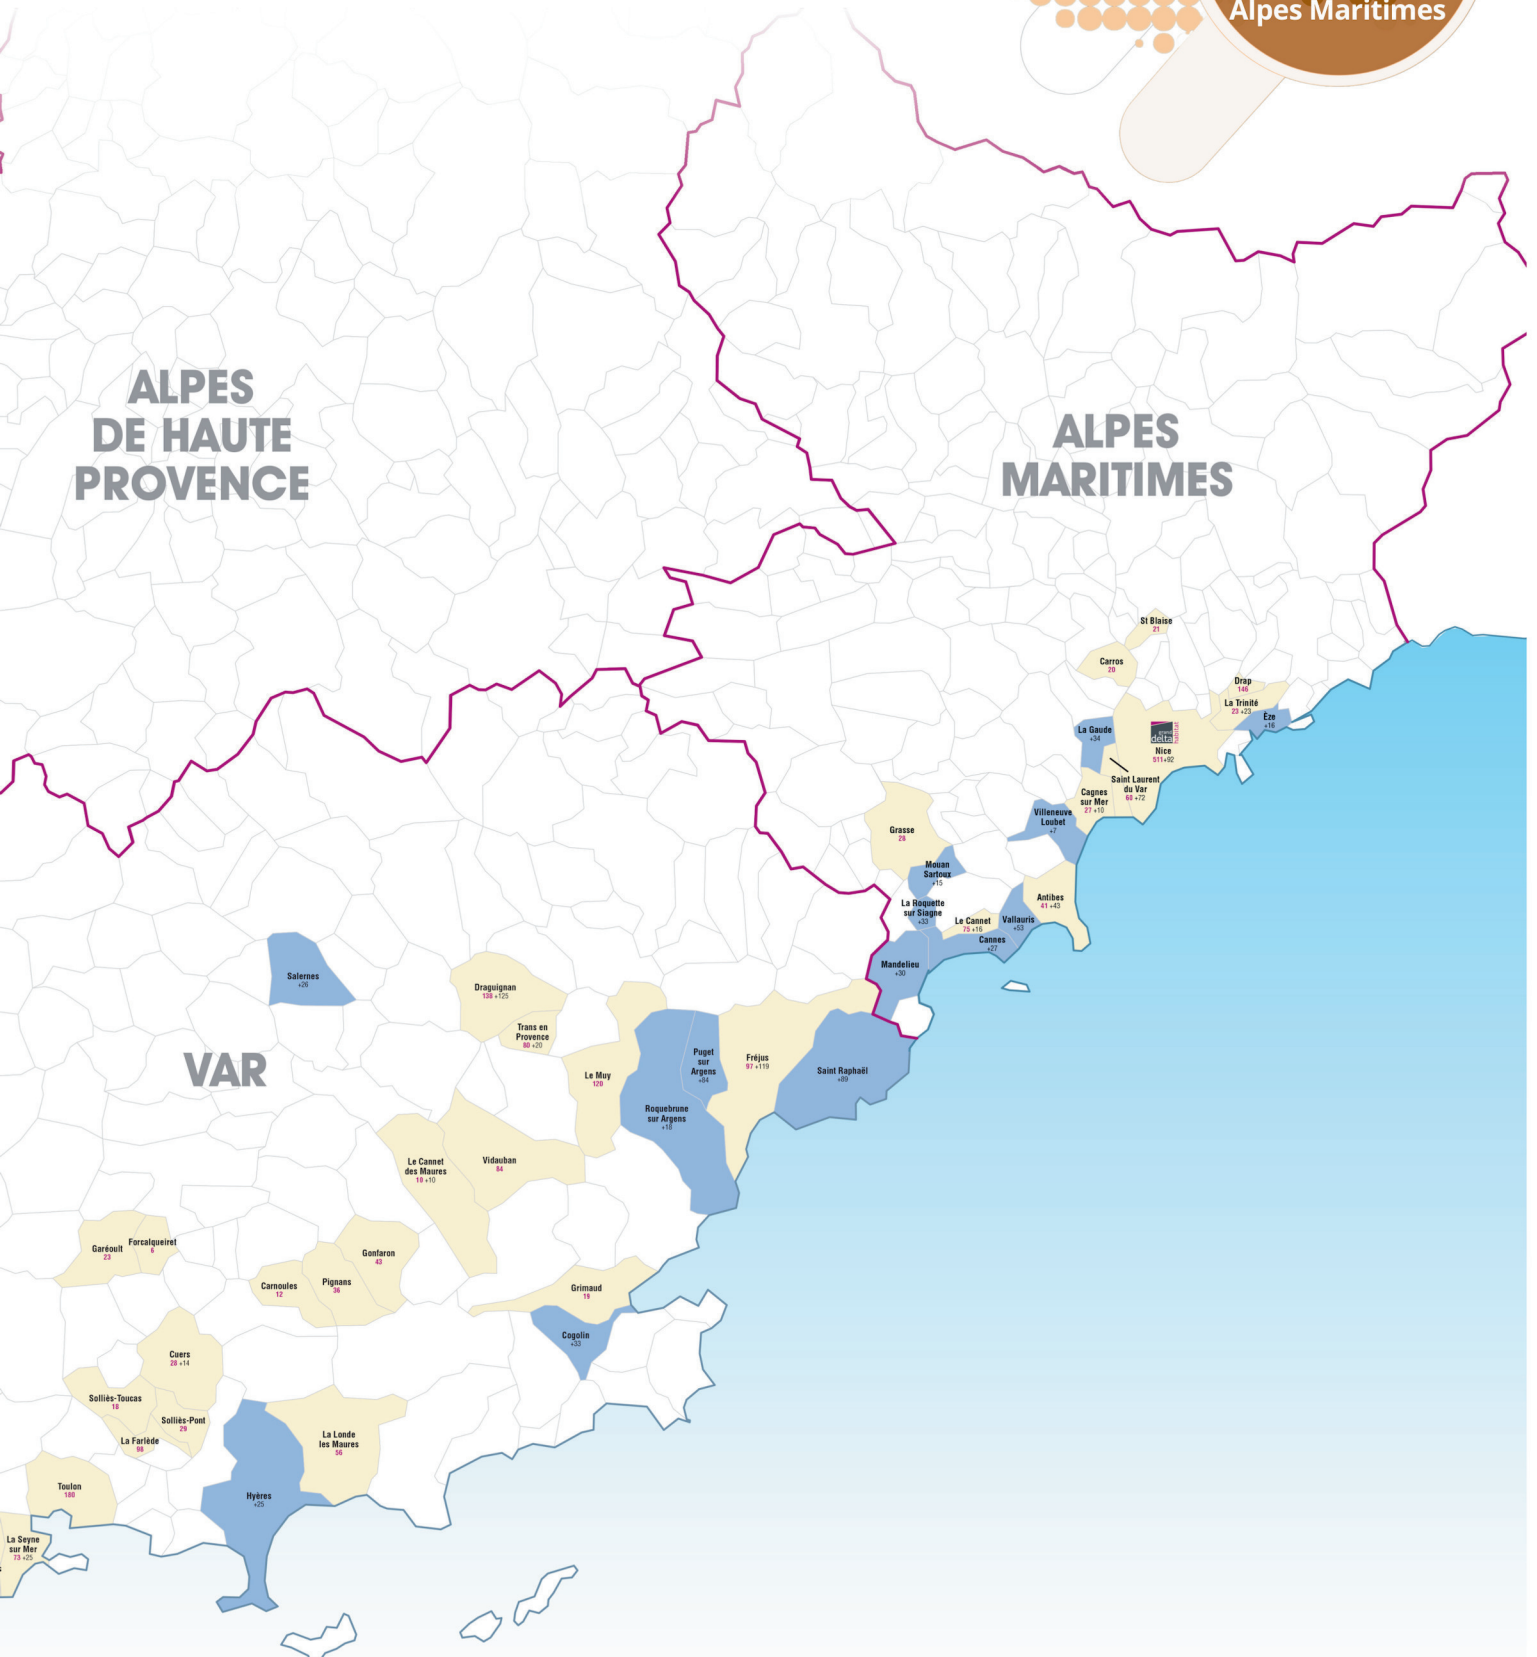 Alpes Maritimes
ALPES
DE HAUTE
PROVENCE
ALPES
MARITIMES
St Blaise
21
Carros
20
Drap
146
La Trinité
23 +23
Èze
+16
La Gaude
+34
grand
delta
habitat
Nice
511+92
Saint Laurent
du Var
60 +72
Cagnes
sur Mer
27 +10
Villeneuve
Loubet
+7
Grasse
28
Mouan
Sartoux
+15
La Roquette
sur Siagne
+33
Le Cannet
75 +16
Vallauris
+53
Antibes
41 +43
Cannes
+27
Mandelieu
+30
VAR
Salernes
+26
Draguignan
138 +125
Trans en
Provence
80 +20
Le Muy
120
Puget
sur
Argens
+84
Fréjus
97 +119
Saint Raphaël
+89
Roquebrune
sur Argens
+18
Le Cannet
des Maures
18 +10
Vidauban
84
Garéoult
23
Forcalqueiret
6
Gonfaron
43
Carnoules
12
Pignans
36
Grimaud
19
Cogolin
+33
Cuers
28 +14
Solliès-Toucas
18
Solliès-Pont
29
La Farlède
98
La Londe
les Maures
56
Toulon
180
Hyères
+25
La Seyne
sur Mer
73 +25